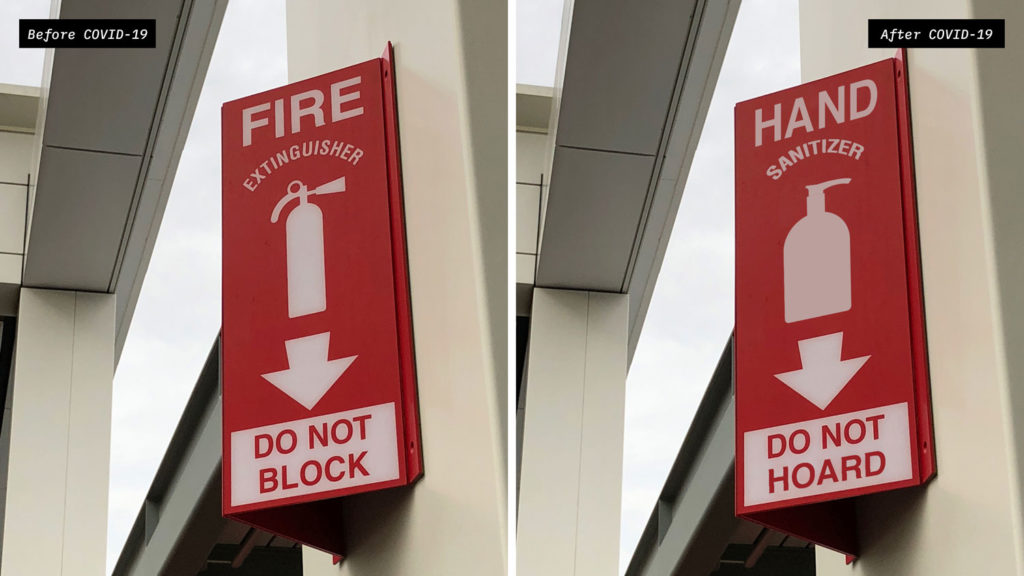 Before COVID-19
FIRE
EXTINGUISHER
DO NOT
BLOCK
After COVID-19
HAND
SANITIZER
DO NOT
HOARD